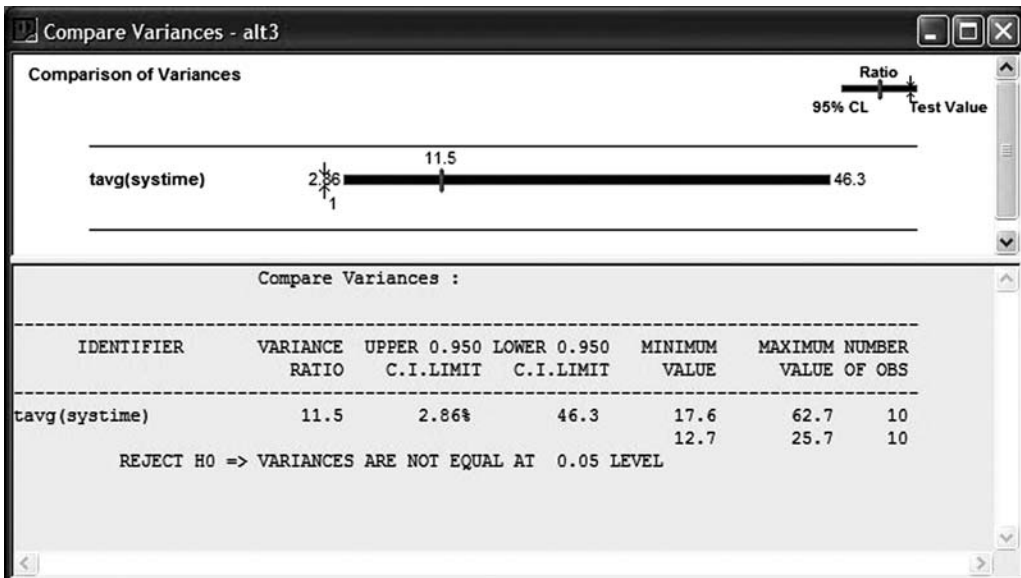 Compare Variances - alt3
Comparison of Variances
Ratio
95% CL Test Value
11.5
tavg(systime) 2.86 46.3
1
Compare Variances :
IDENTIFIER VARIANCE UPPER 0.950 LOWER 0.950 MINIMUM MAXIMUM NUMBER
RATIO C.I.LIMIT C.I.LIMIT VALUE VALUE OF OBS
tavg(systime) 11.5 2.86% 46.3 17.6 62.7 10
12.7 25.7 10
REJECT H0 => VARIANCES ARE NOT EQUAL AT 0.05 LEVEL